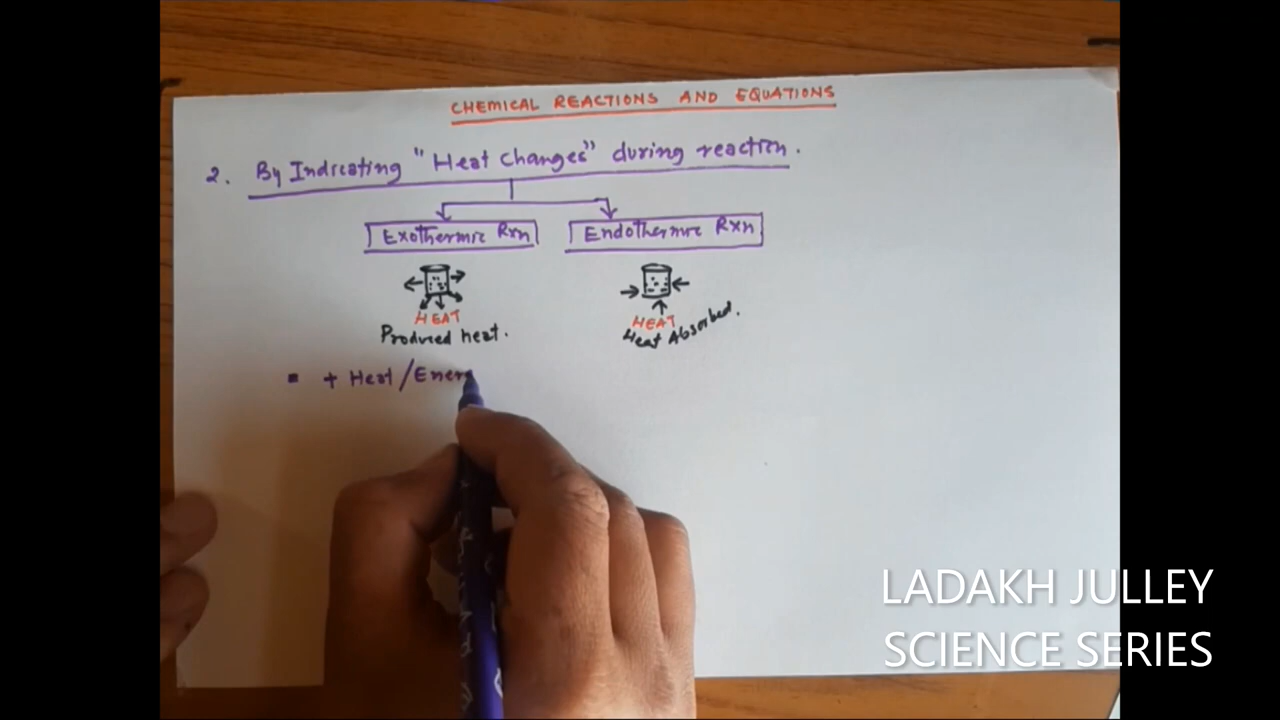 CHEMICAL REACTIONS AND EQUATIONS
2. By Indicating "Heat Changes" during reaction.
Exothermic Rxn
Endothermic Rxn
HEAT
Produced heat.
HEAT
Heat Absorbed.
+ Heat/Ener
LADAKH JULLEY
SCIENCE SERIES